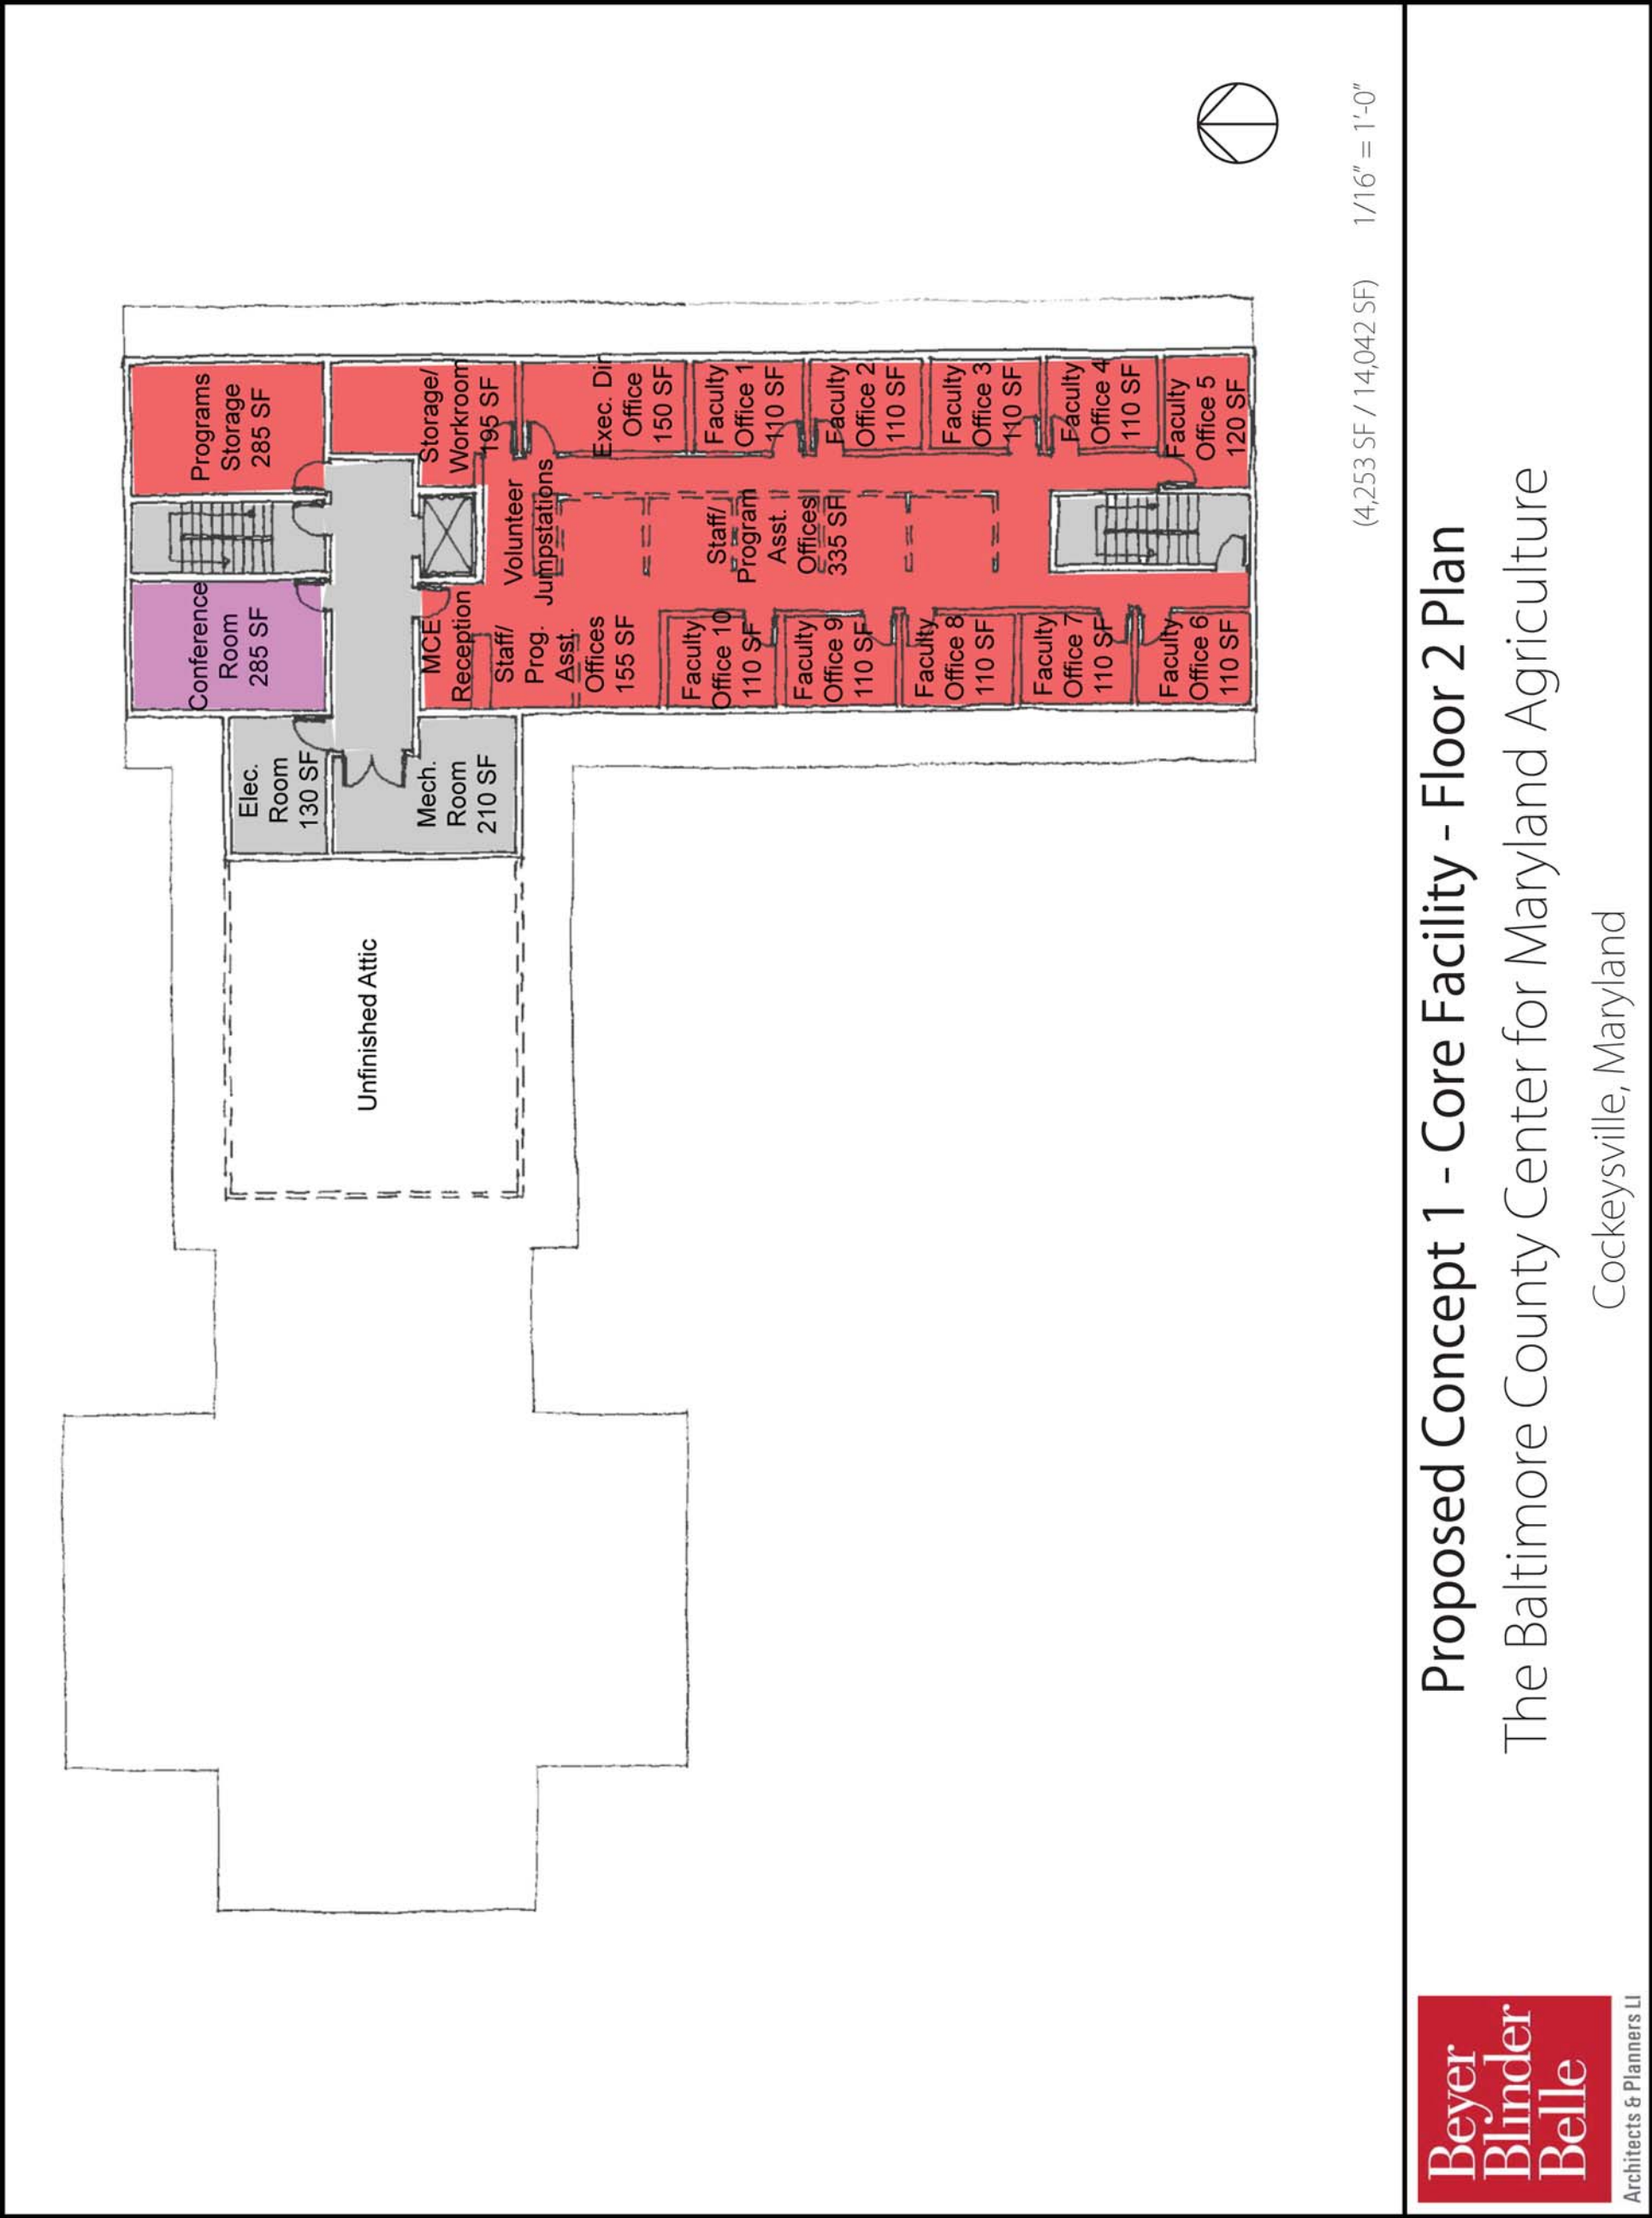 Programs
Storage
285 SF
Storage/
Workroom
195 SF
Exec. Dir
Office
150 SF
Faculty
Office 1
110 SF
Faculty
Office 2
110 SF
Faculty
Office 3
110 SF
Faculty
Office 4
110 SF
Faculty
Office 5
120 SF
Volunteer
Jumpstations
Staff/
Program
Asst.
Offices
335 SF
Conference
Room
285 SF
MCE
Reception
Staff/
Prog.
Asst.
Offices
155 SF
Faculty
Office 10
110 SF
Faculty
Office 9
110 SF
Faculty
Office 8
110 SF
Faculty
Office 7
110 SF
Faculty
Office 6
110 SF
Elec.
Room
130 SF
Mech.
Room
210 SF
Unfinished Attic
(4,253 SF / 14,042 SF) 1/16" = 1'-0"
Proposed Concept 1 - Core Facility - Floor 2 Plan
The Baltimore County Center for Maryland Agriculture
Cockeysville, Maryland
Beyer
Blinder
Belle
Architects & Planners LL